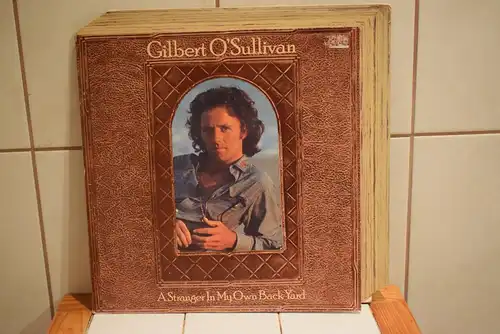 Gilbert O'Sullivan
A Stranger In My Own Back Yard